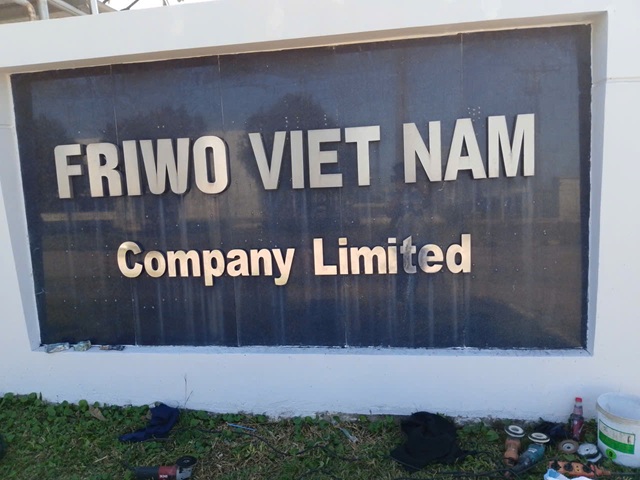 FRIWO VIET NAM
Company Limited